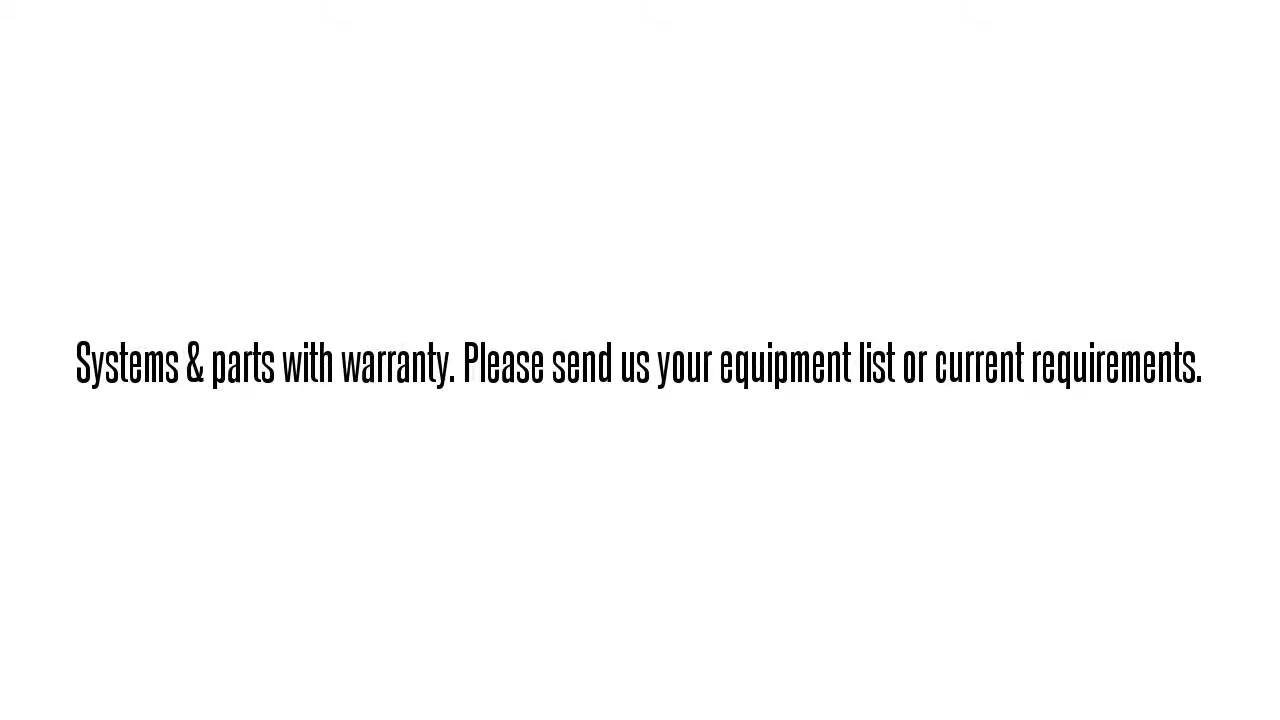 Systems & parts with warranty. Please send us your equipment list or current requirements.